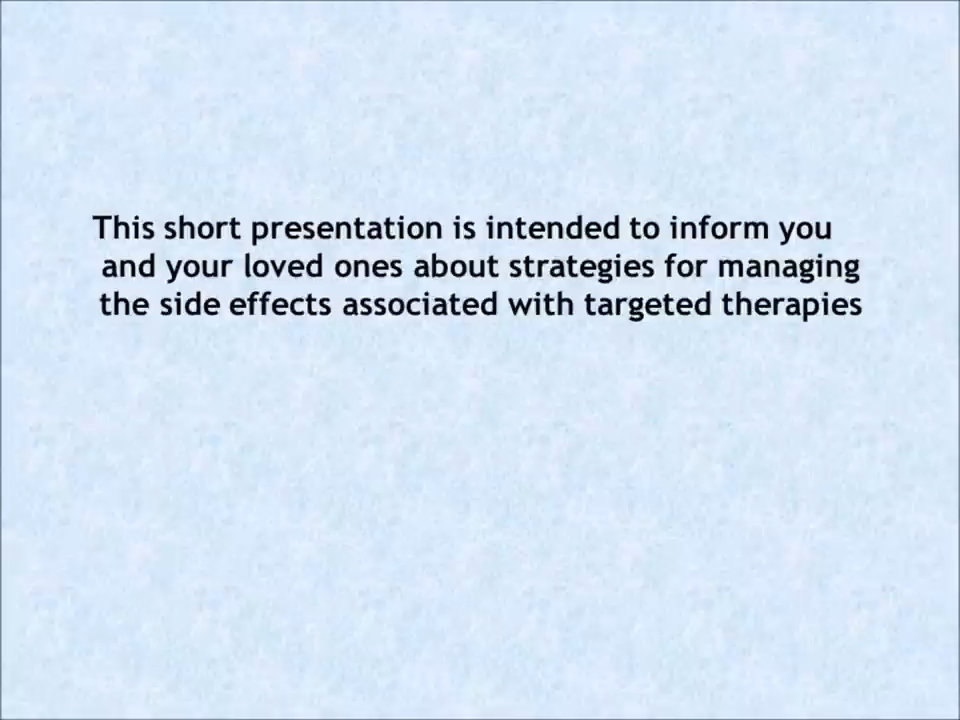 This short presentation is intended to inform you
and your loved ones about strategies for managing
the side effects associated with targeted therapies